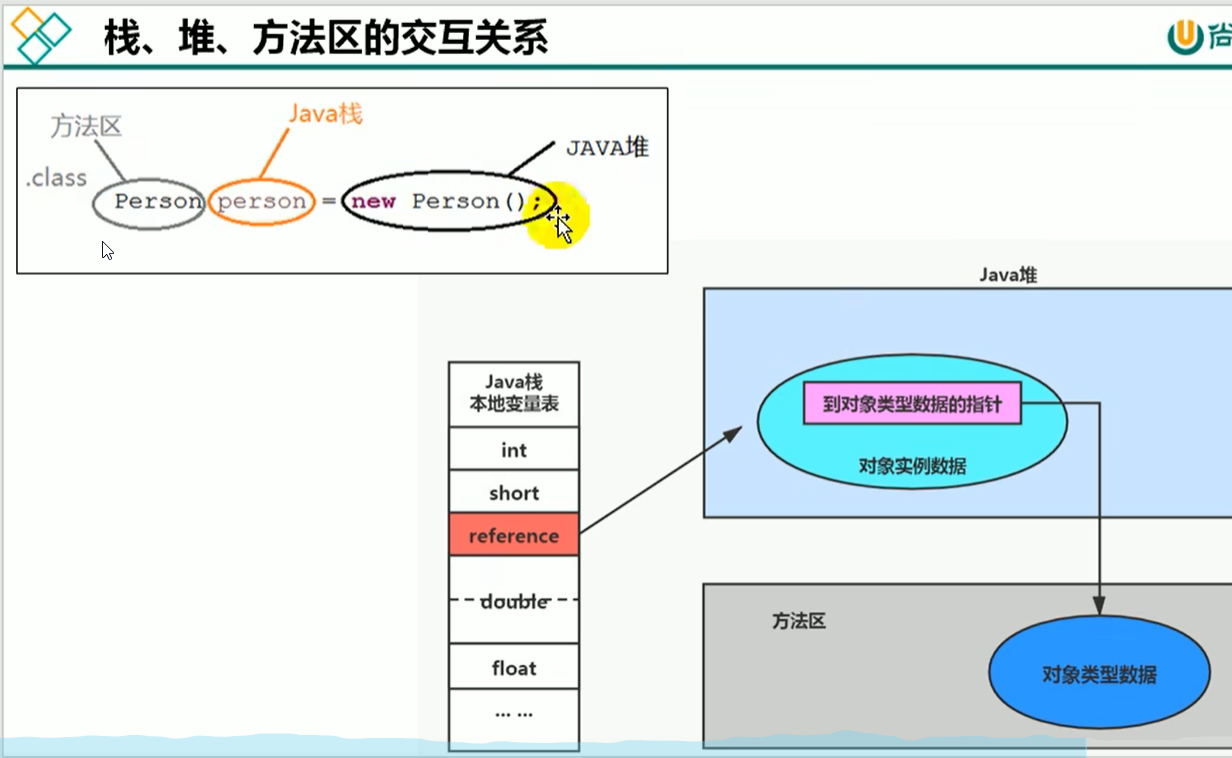 栈、堆、方法区的交互关系
尚
方法区
Java栈
JAVA堆
.class
Person person = new Person();
Java堆
Java栈
本地变量表
int
short
reference
double
float
... ...
到对象类型数据的指针
对象实例数据
方法区
对象类型数据